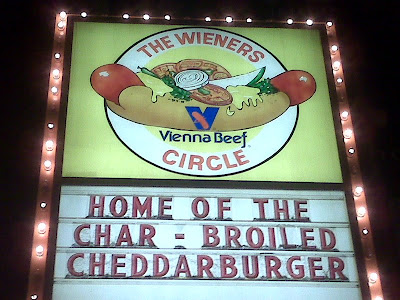 THE WIENERS
V
Vienna Beef
CIRCLE
HOME OF THE
CHAR - BROILED
CHEDDARBURGER